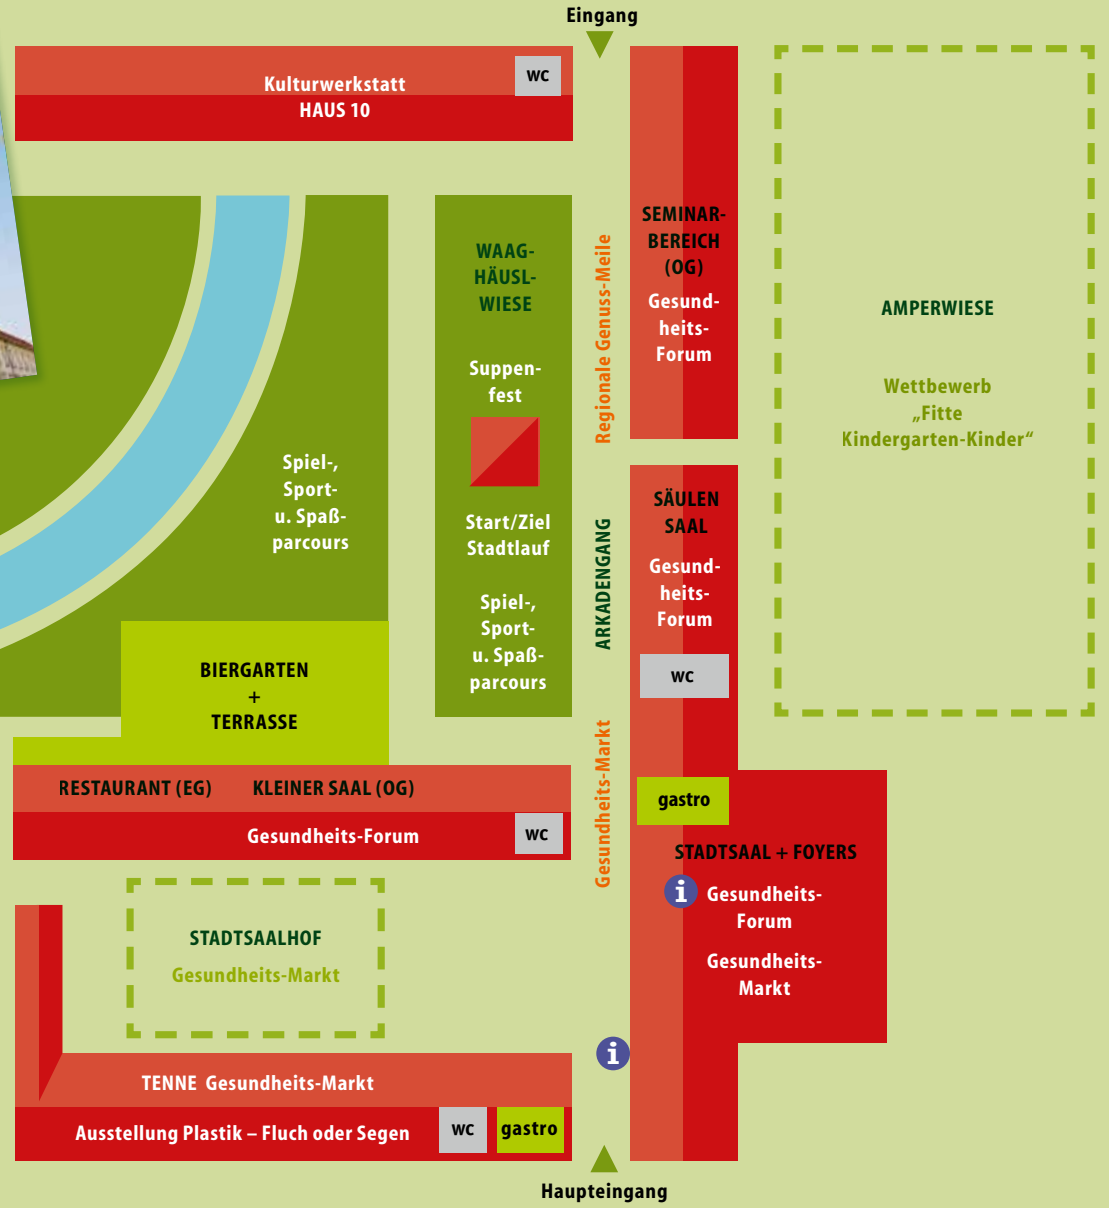 Eingang
Kulturwerkstatt
HAUS 10
WC
SEMINAR-
BEREICH
(OG)
Gesund-
heits-
Forum
WAAG-
HÄUSL-
WIESE
Suppen-
fest
Start/Ziel
Stadtlauf
Spiel-,
Sport-
u. Spaß-
parcours
Regionale Genuss-Meile
AMPERWIESE
Wettbewerb
„Fitte
Kindergarten-Kinder“
Spiel-,
Sport-
u. Spaß-
parcours
ARKADENGANG
SÄULEN
SAAL
Gesund-
heits-
Forum
WC
BIERGARTEN
+
TERRASSE
Gesundheits-Markt
RESTAURANT (EG) KLEINER SAAL (OG)
Gesundheits-Forum
WC
gastro
STADTSAAL + FOYERS
i
Gesundheits-
Forum
Gesundheits-
Markt
STADTSAALHOF
Gesundheits-Markt
i
TENNE Gesundheits-Markt
Ausstellung Plastik – Fluch oder Segen
WC
gastro
Haupteingang